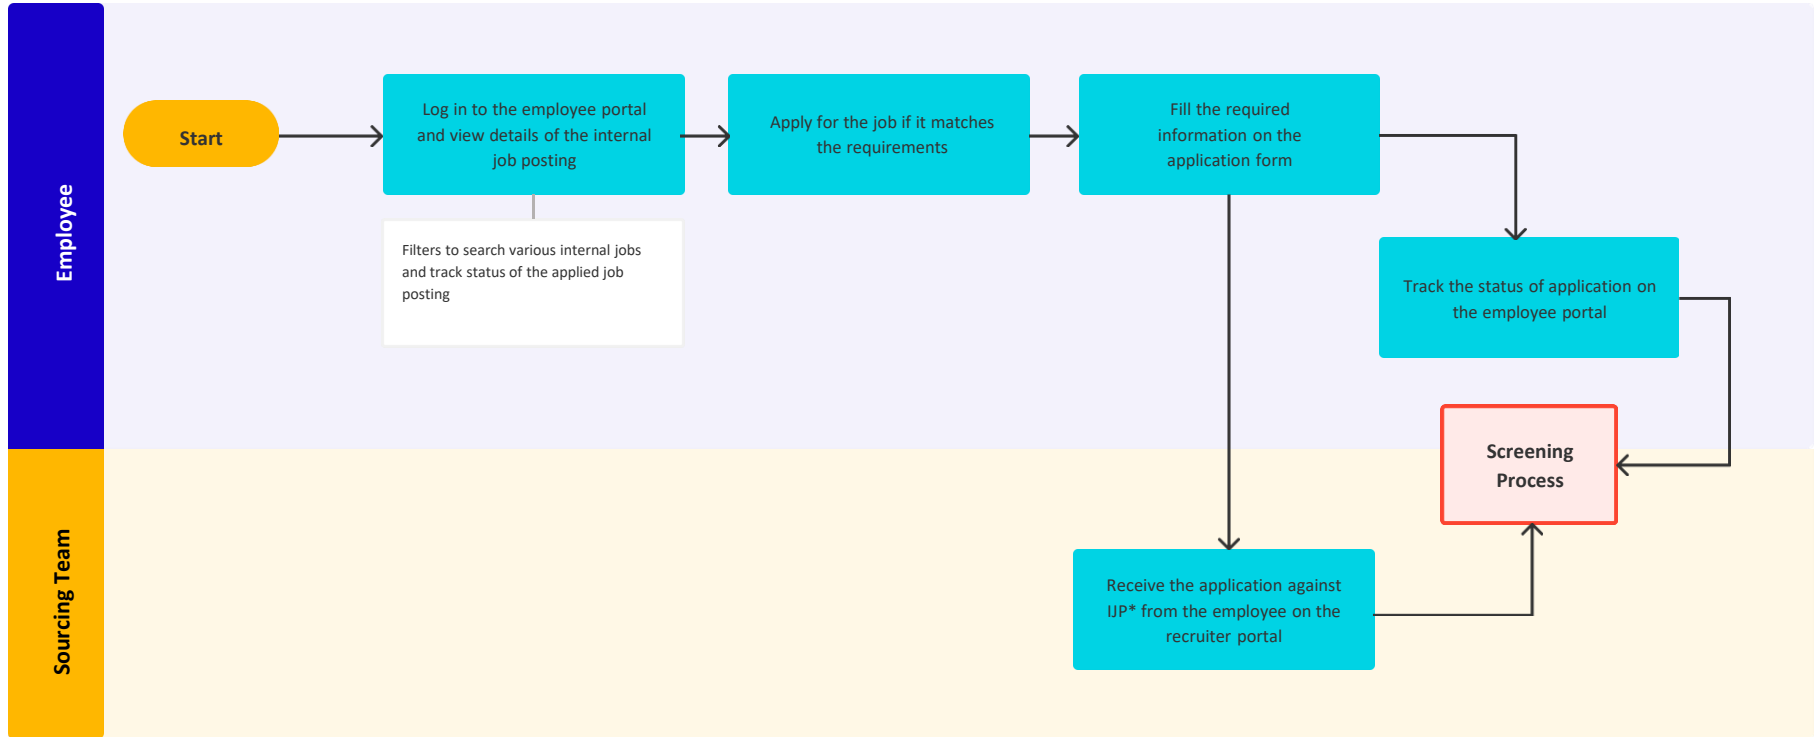 Employee
Start
Log in to the employee portal
and view details of the internal
job posting
Apply for the job if it matches
the requirements
Fill the required
information on the
application form
Filters to search various internal jobs
and track status of the applied job
posting
Track the status of application on
the employee portal
Screening
Process
Sourcing Team
Receive the application against
IJP* from the employee on the
recruiter portal